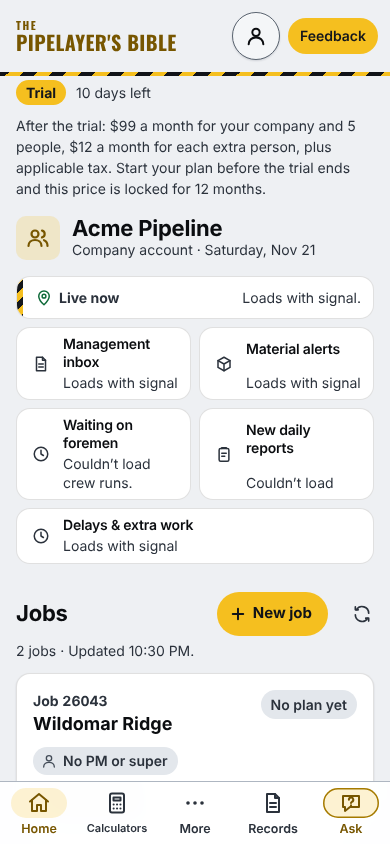 THE
PIPELAYER'S BIBLE
Feedback
Trial 10 days left
After the trial: $99 a month for your company and 5
people, $12 a month for each extra person, plus
applicable tax. Start your plan before the trial ends
and this price is locked for 12 months.
Acme Pipeline
Company account · Saturday, Nov 21
Live now Loads with signal.
Management
inbox
Loads with signal
Material alerts
Loads with signal
Waiting on
foremen
Couldn’t load
crew runs.
New daily
reports
Couldn’t load
Delays & extra work
Loads with signal
Jobs
New job
2 jobs · Updated 10:30 PM.
Job 26043
Wildomar Ridge
No plan yet
No PM or super
Home Calculators More Records Ask